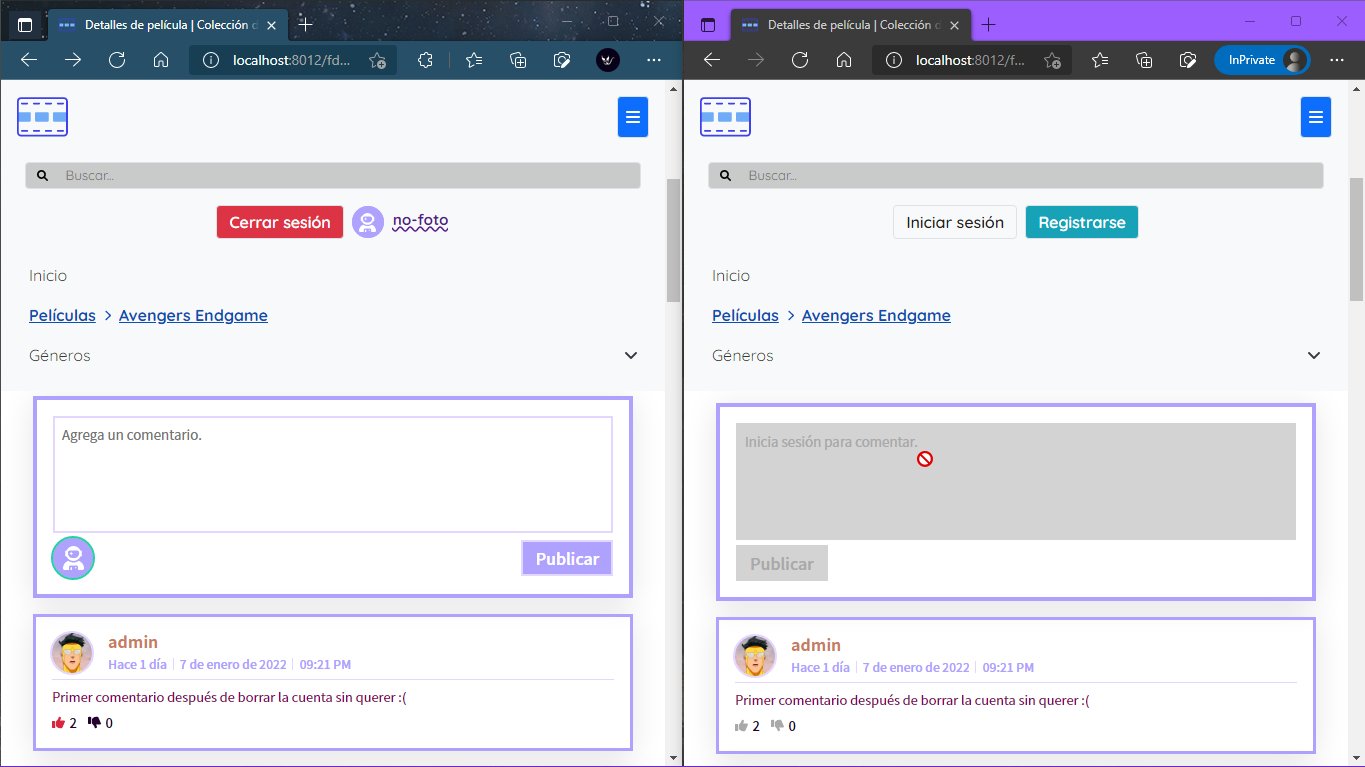 Detalles de película | Colección d
localhost:8012/fd...
Buscar...
Cerrar sesión
no-foto
Inicio
Películas > Avengers Endgame
Géneros
Agrega un comentario.
Publicar
admin
Hace 1 día | 7 de enero de 2022 | 09:21 PM
Primer comentario después de borrar la cuenta sin querer :(
2 0
Detalles de película | Colección d
localhost:8012/f...
InPrivate
Buscar...
Iniciar sesión
Registrarse
Inicio
Películas > Avengers Endgame
Géneros
Inicia sesión para comentar.
Publicar
admin
Hace 1 día | 7 de enero de 2022 | 09:21 PM
Primer comentario después de borrar la cuenta sin querer :(
2 0